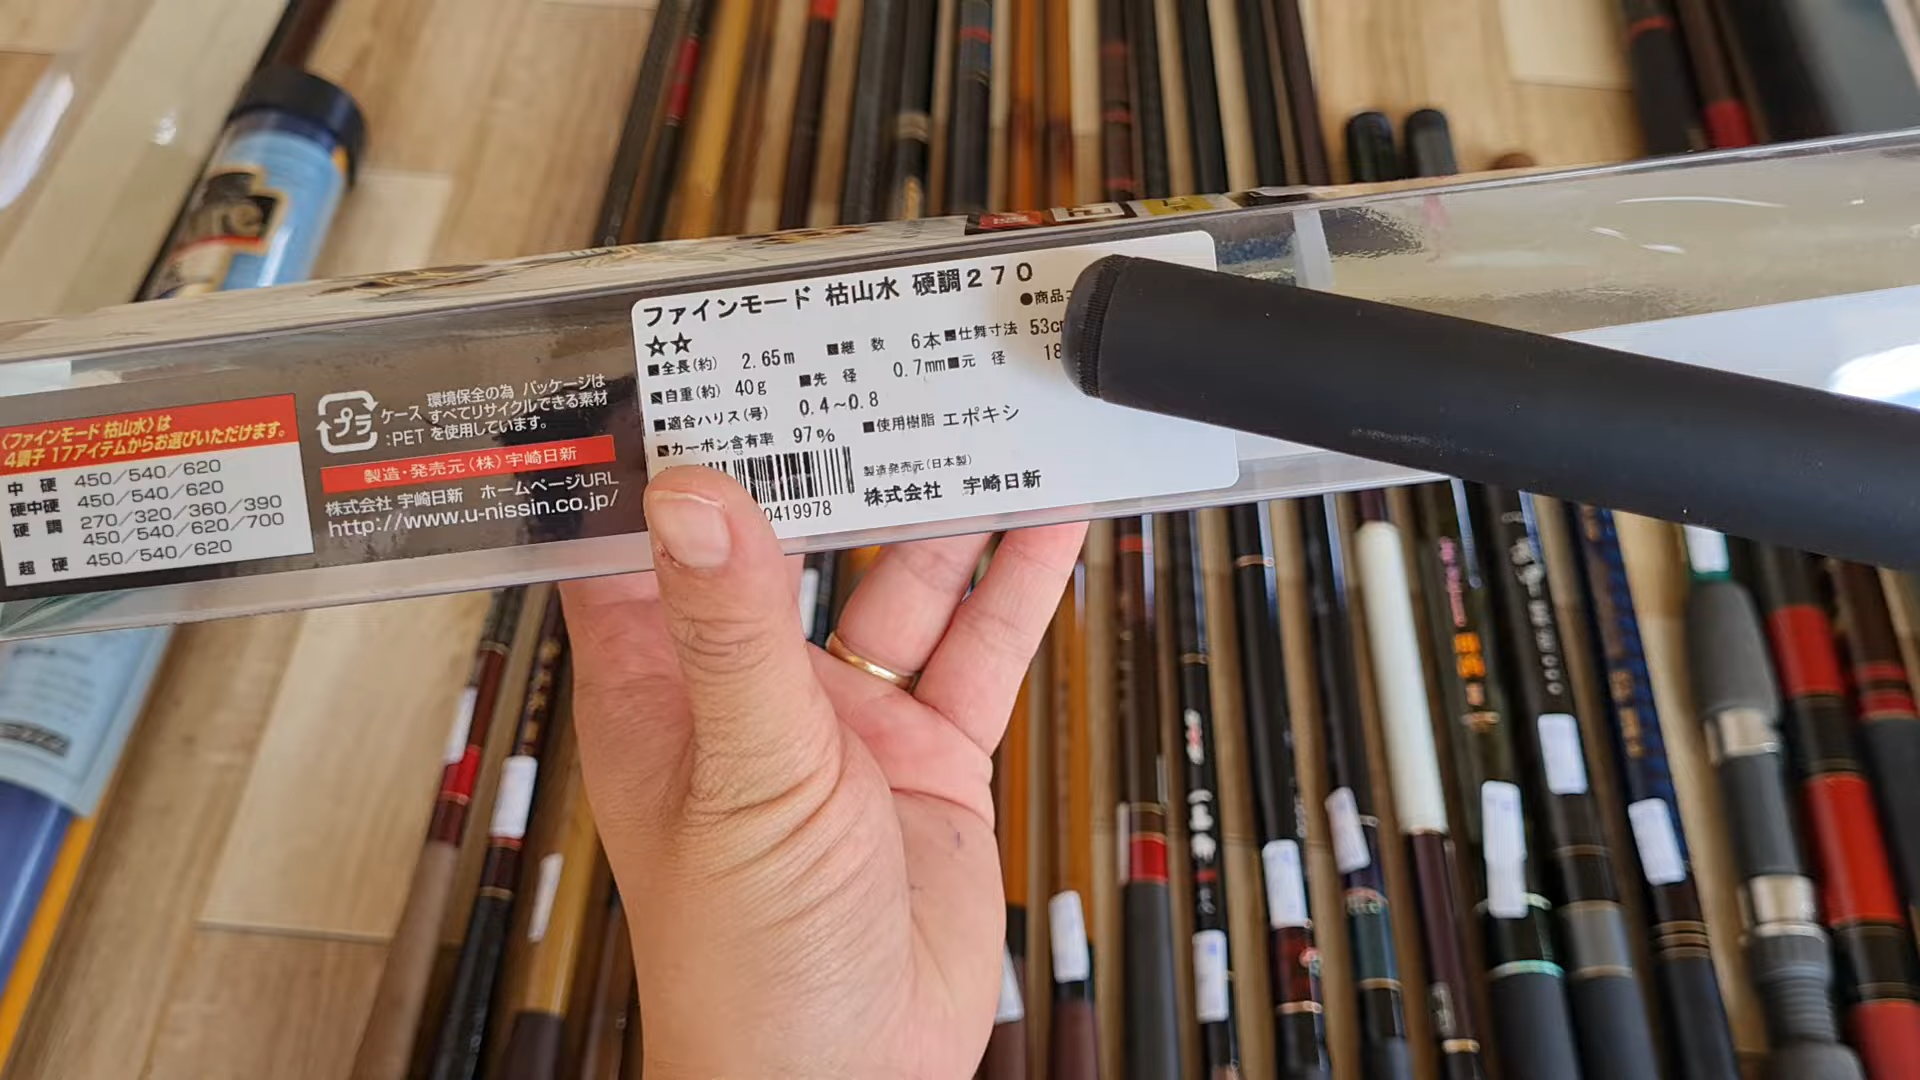 〈ファインモード 枯山水〉は
4調子 17アイテムからお選びいただけます。
中 硬 450/540/620
硬中硬 450/540/620
硬 調 270/320/360/390
450/540/620/700
超 硬 450/540/620
プラ
ケース
:PET
環境保全の為 パッケージは
すべてリサイクルできる素材
を使用しています。
製造・発売元(株)宇崎日新
株式会社 宇崎日新 ホームページURL
http://www.u-nissin.co.jp/
ファインモード 枯山水 硬調270
☆☆
●商品
■全長(約) 2.65m ■継 数 6本 ■仕舞寸法 53c
■自重(約) 40g ■先 径 0.7mm ■元 径 18
■適合ハリス(号) 0.4~0.8
■カーボン含有率 97% ■使用樹脂 エポキシ
製造発売元(日本製)
株式会社 宇崎日新
0419978